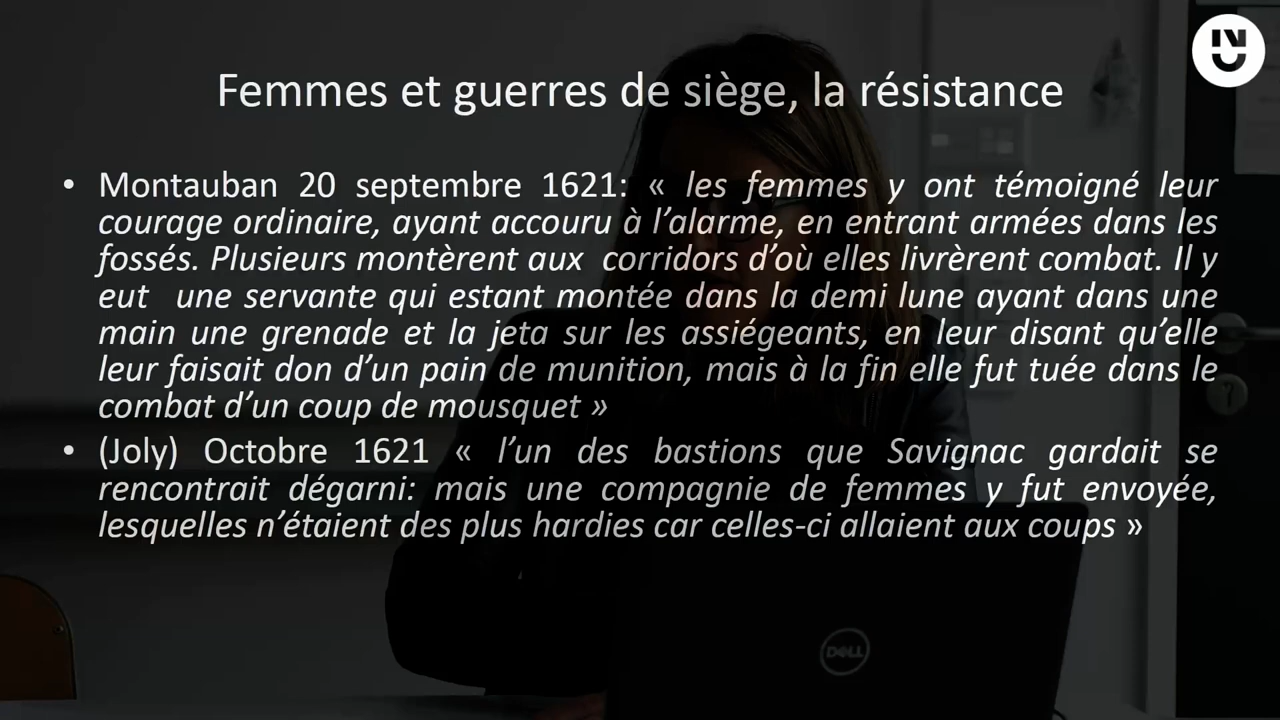 Femmes et guerres de siège, la résistance
• Montauban 20 septembre 1621: « les femmes y ont témoigné leur
courage ordinaire, ayant accouru à l’alarme, en entrant armées dans les
fossés. Plusieurs montèrent aux corridors d’où elles livrèrent combat. Il y
eut une servante qui estant montée dans la demi lune ayant dans une
main une grenade et la jeta sur les assiégeants, en leur disant qu’elle
leur faisait don d’un pain de munition, mais à la fin elle fut tuée dans le
combat d’un coup de mousquet »
• (Joly) Octobre 1621 « l’un des bastions que Savignac gardait se
rencontrait dégarni: mais une compagnie de femmes y fut envoyée,
lesquelles n’étaient des plus hardies car celles-ci allaient aux coups »
DELL